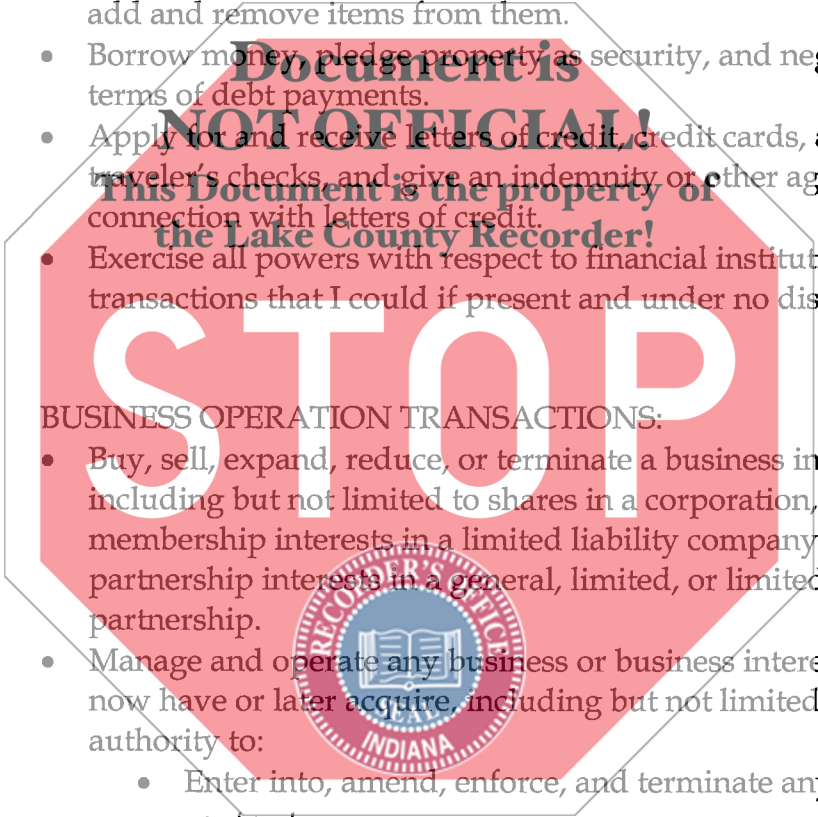 add and remove items from them.
• Borrow money, pledge property as security, and neg
terms of debt payments.
• Apply for and receive letters of credit, credit cards, a
traveler's checks, and give an indemnity or other ag
connection with letters of credit.
• Exercise all powers with respect to financial institut
transactions that I could if present and under no dis
BUSINESS OPERATION TRANSACTIONS:
• Buy, sell, expand, reduce, or terminate a business in
including but not limited to shares in a corporation,
membership interests in a limited liability company
partnership interests in a general, limited, or limited
partnership.
• Manage and operate any business or business intere
now have or later acquire, including but not limited
authority to:
• Enter into, amend, enforce, and terminate any
Document is
NOT OFFICIAL!
This Document is the property of
the Lake County Recorder!
STOP
RECORDER'S OFFICE
SEAL
INDIANA